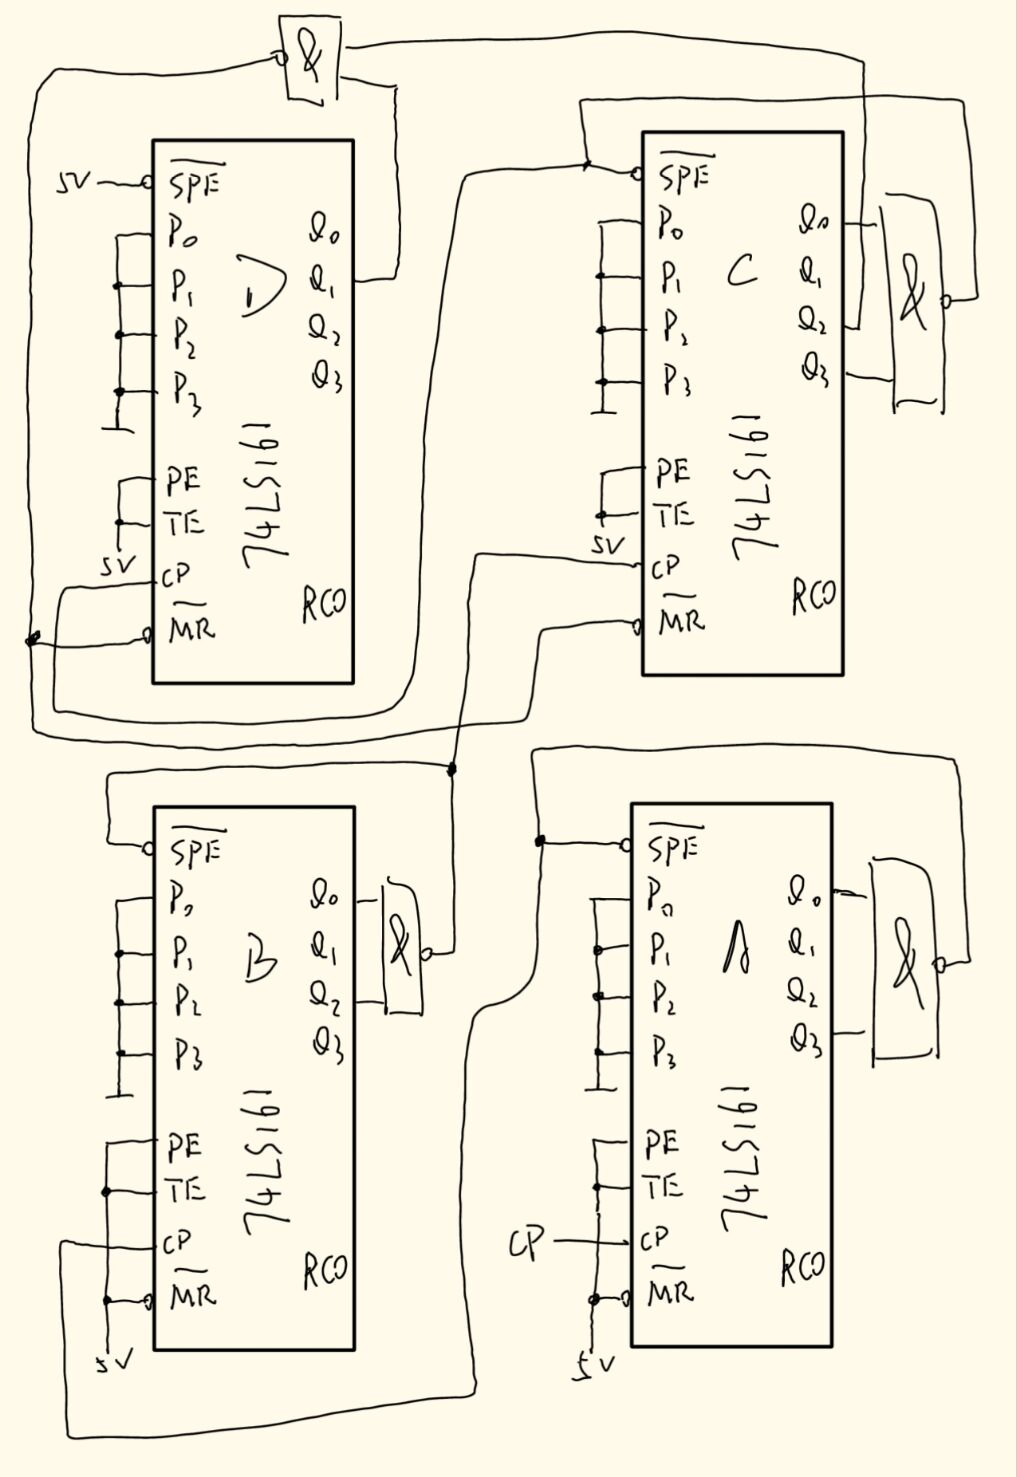 &
5V
SPE
P0
P1
P2
P3
Q0
Q1
Q2
Q3
D
74LS161
PE
TE
5V
CP
MR
RCO
SPE
P0
P1
P2
P3
Q0
Q1
Q2
Q3
C
&
74LS161
PE
TE
5V
CP
MR
RCO
SPE
P0
P1
P2
P3
Q0
Q1
Q2
Q3
B
&
74LS161
PE
TE
CP
MR
5V
RCO
SPE
P0
P1
P2
P3
Q0
Q1
Q2
Q3
A
&
74LS161
PE
TE
CP
CP
MR
5V
RCO